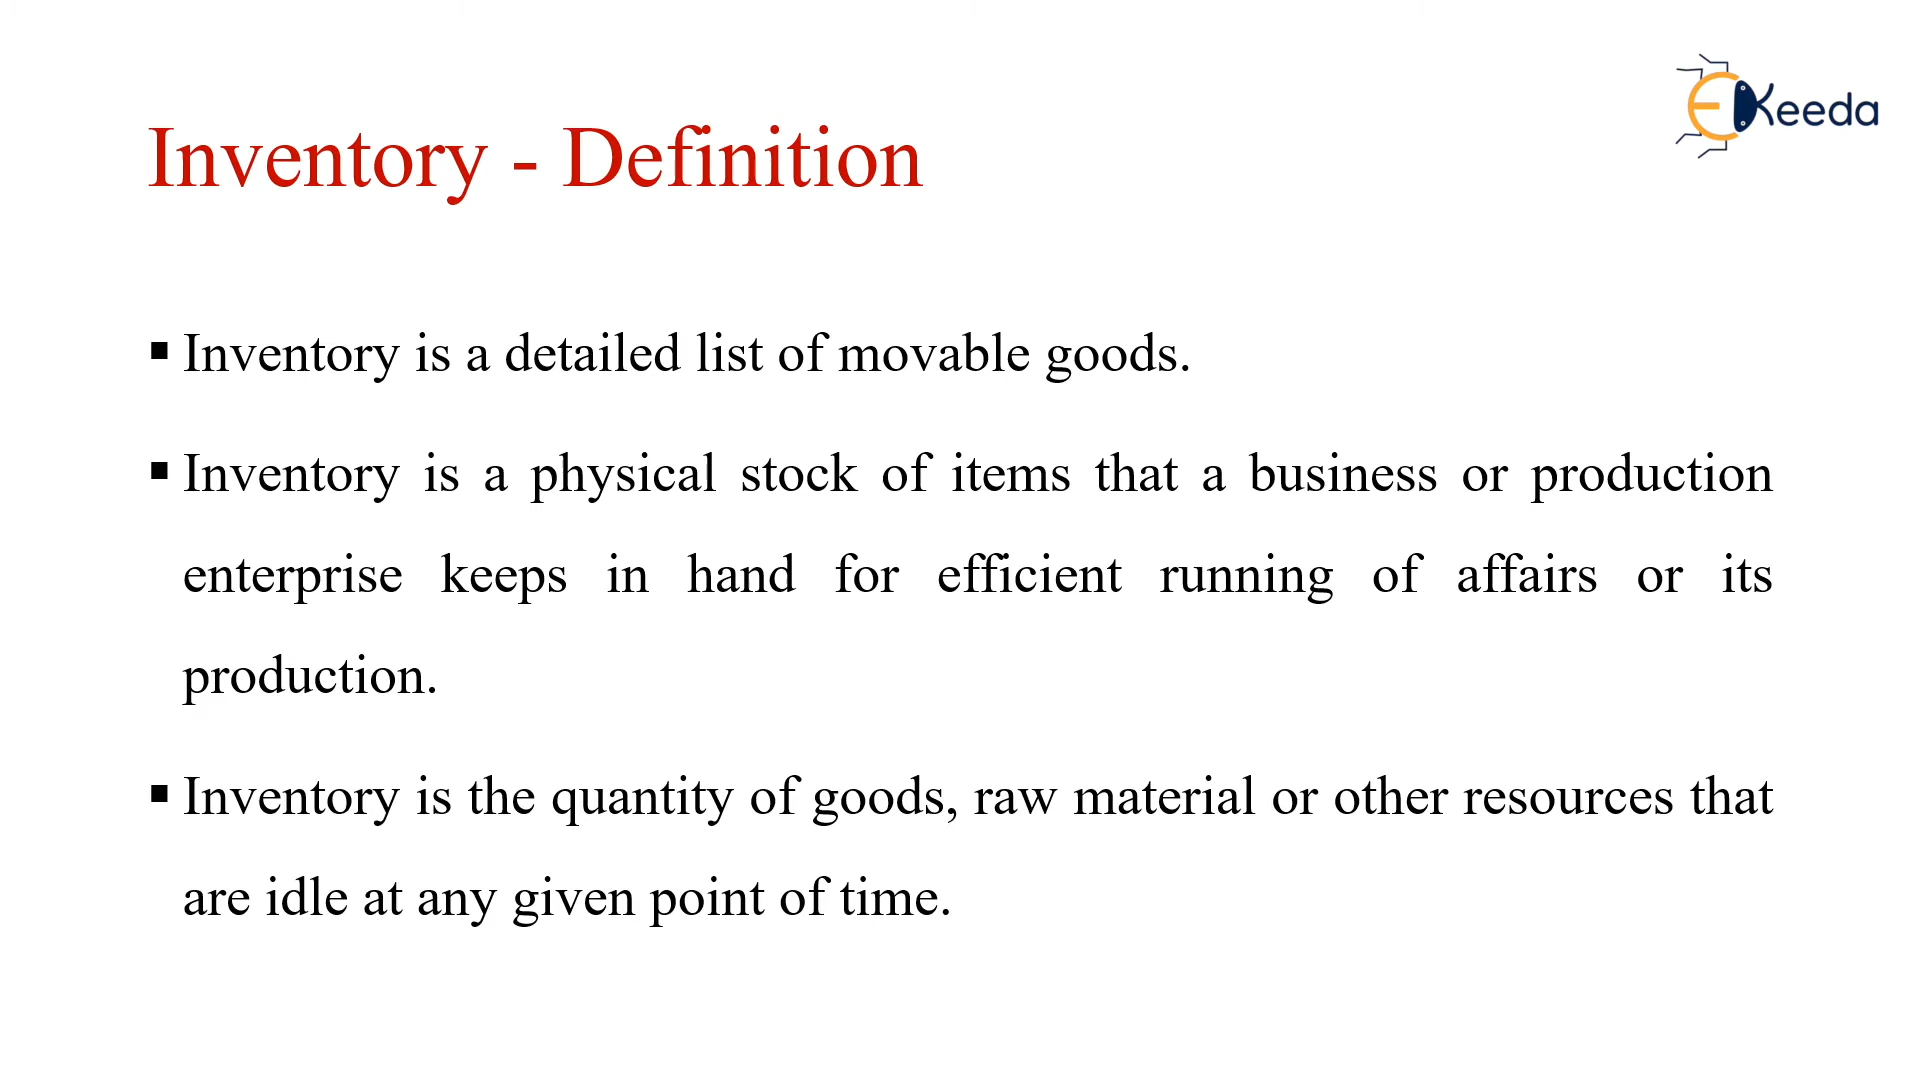 EKeeda
Inventory - Definition
▪ Inventory is a detailed list of movable goods.
▪ Inventory is a physical stock of items that a business or production
enterprise keeps in hand for efficient running of affairs or its
production.
▪ Inventory is the quantity of goods, raw material or other resources that
are idle at any given point of time.